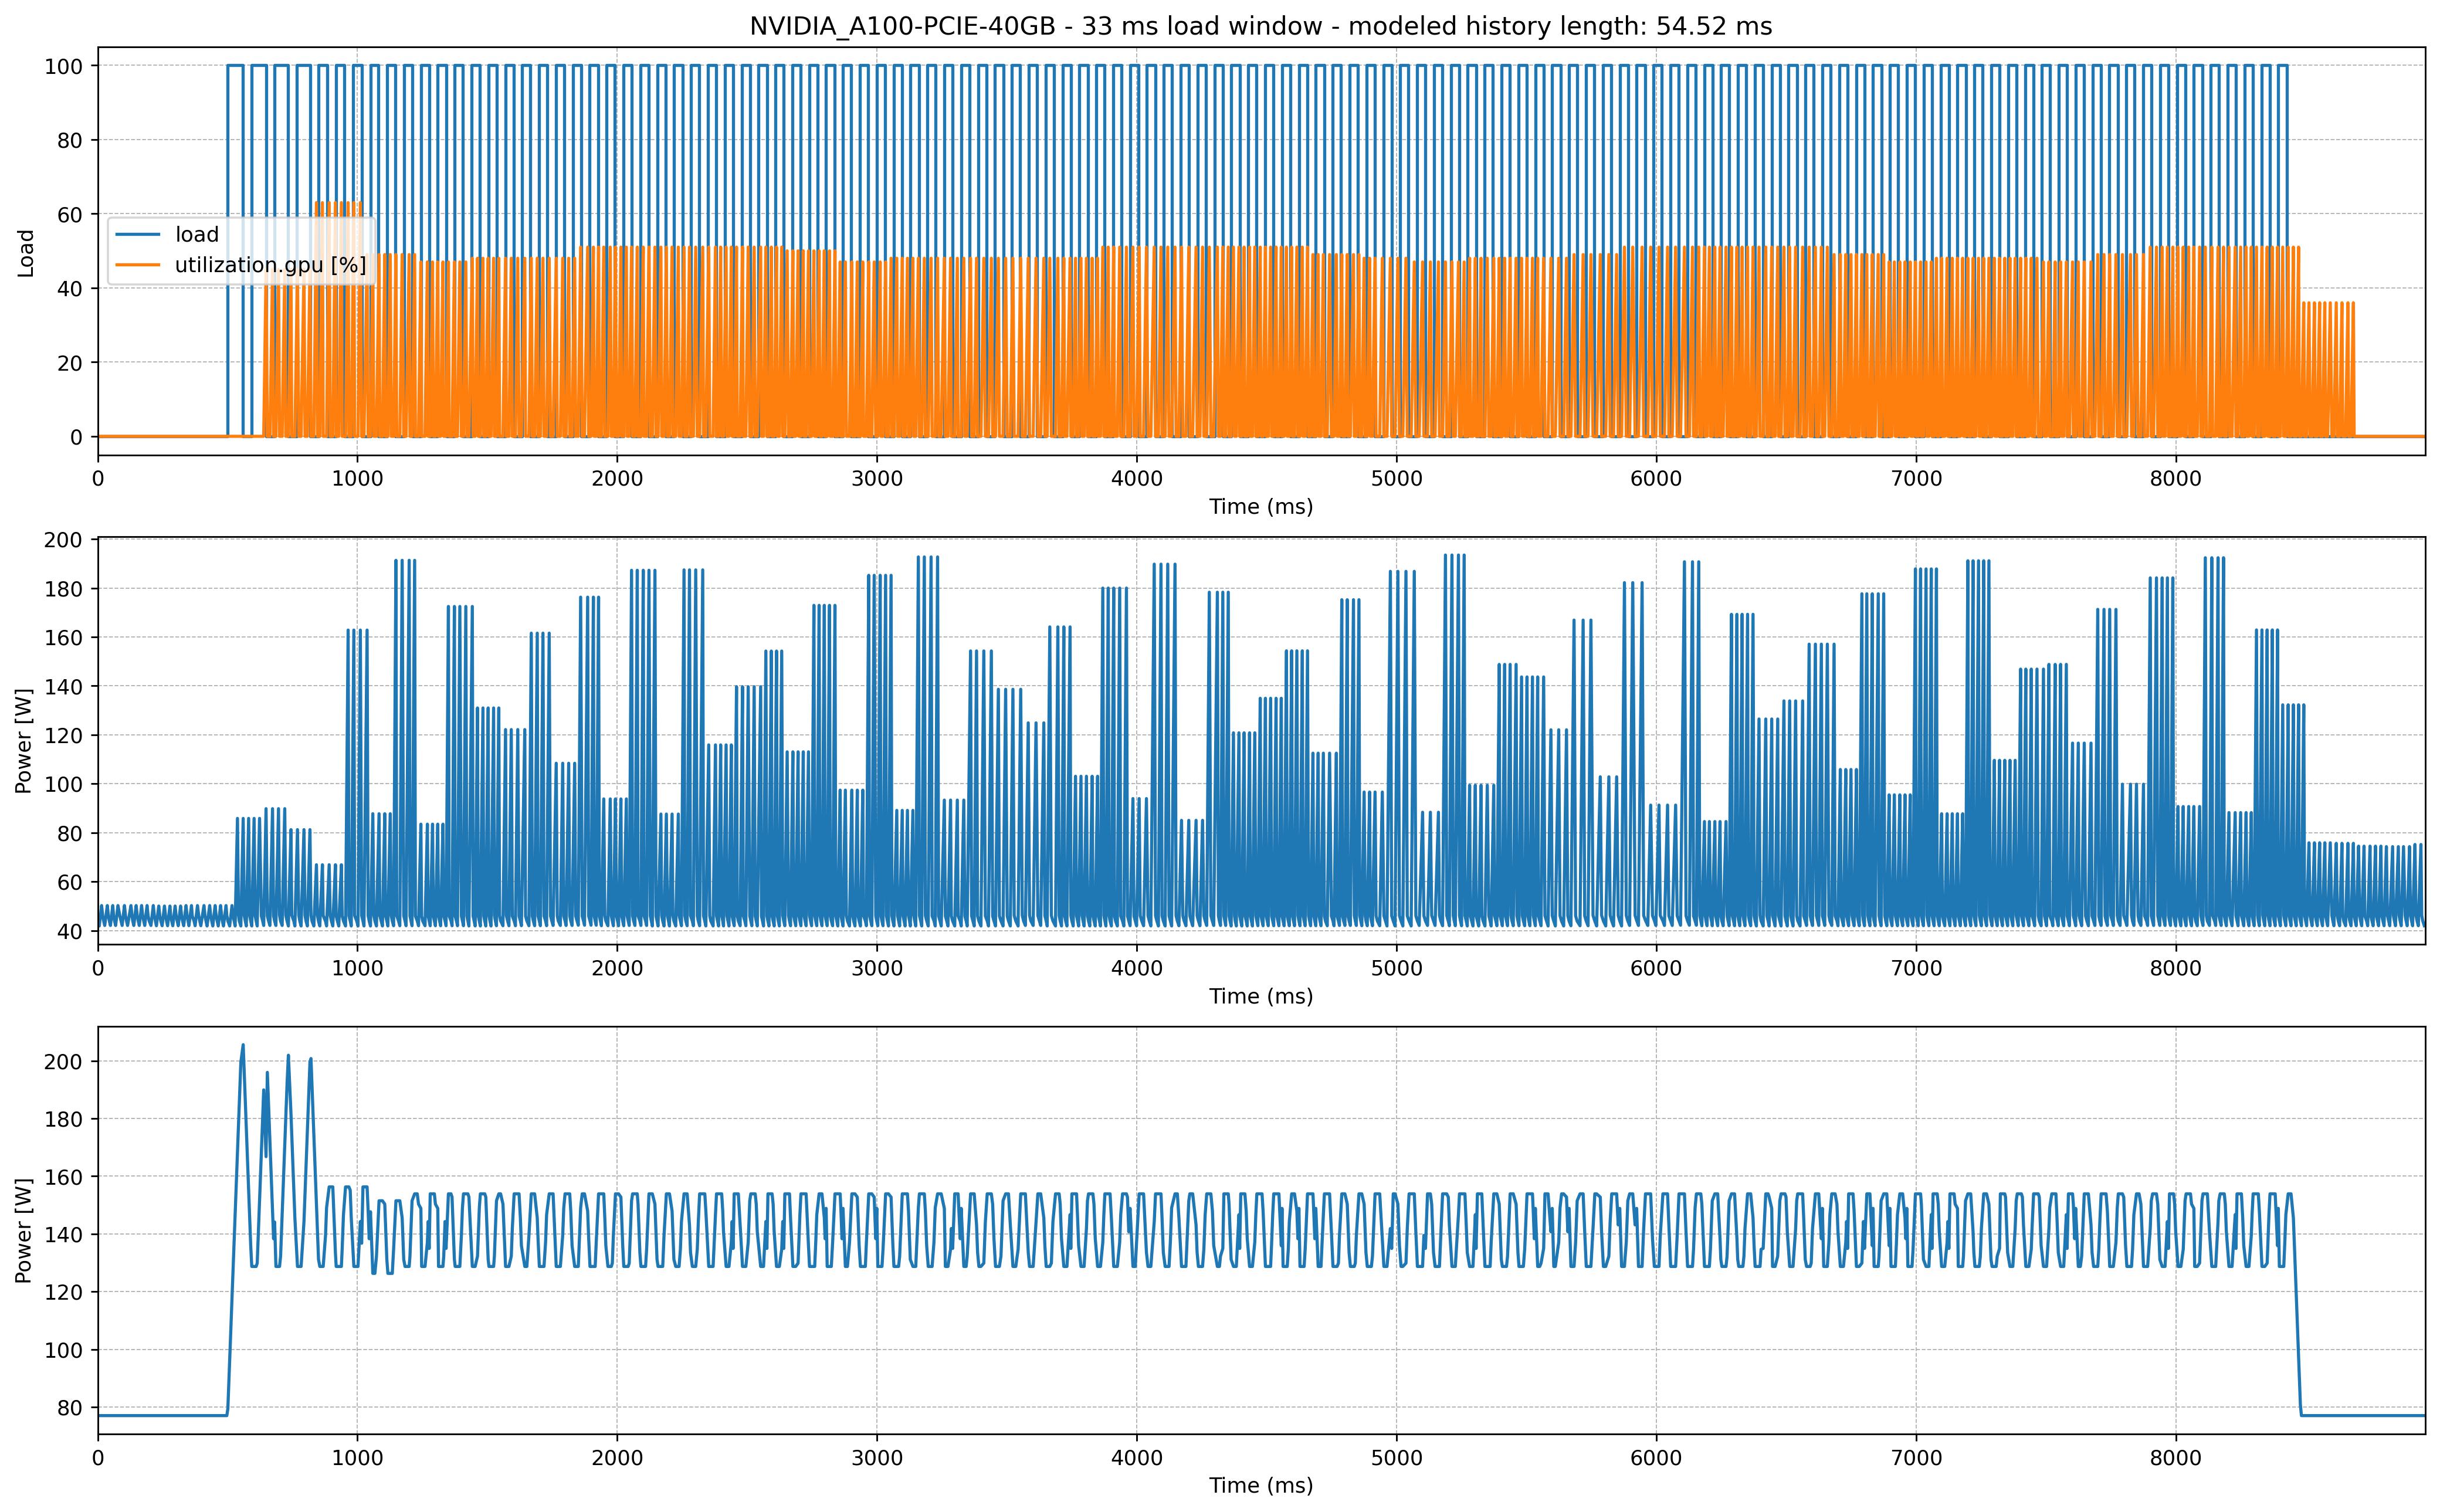 NVIDIA_A100-PCIE-40GB - 33 ms load window - modeled history length: 54.52 ms
100
80
60
40
20
0
Load
load
utilization.gpu [%]
0 1000 2000 3000 4000 5000 6000 7000 8000
Time (ms)
200
180
160
140
120
100
80
60
40
Power [W]
0 1000 2000 3000 4000 5000 6000 7000 8000
Time (ms)
200
180
160
140
120
100
80
Power [W]
0 1000 2000 3000 4000 5000 6000 7000 8000
Time (ms)